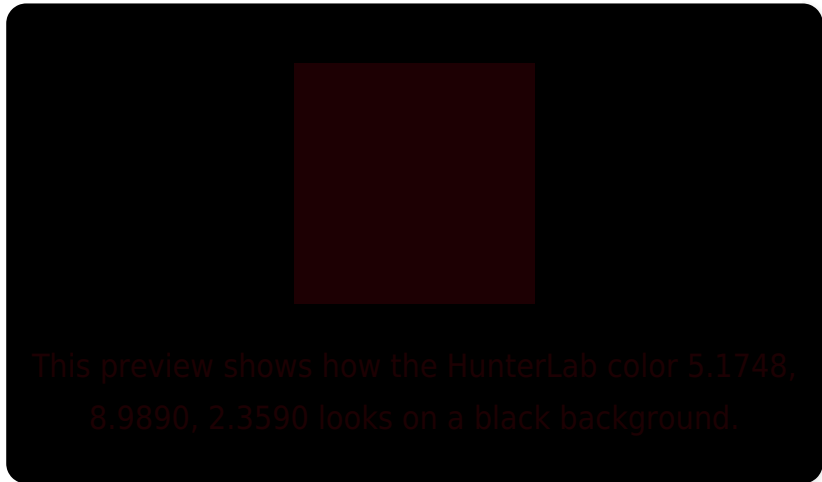 This preview shows how the HunterLab color 5.1748,
8.9890, 2.3590 looks on a black background.